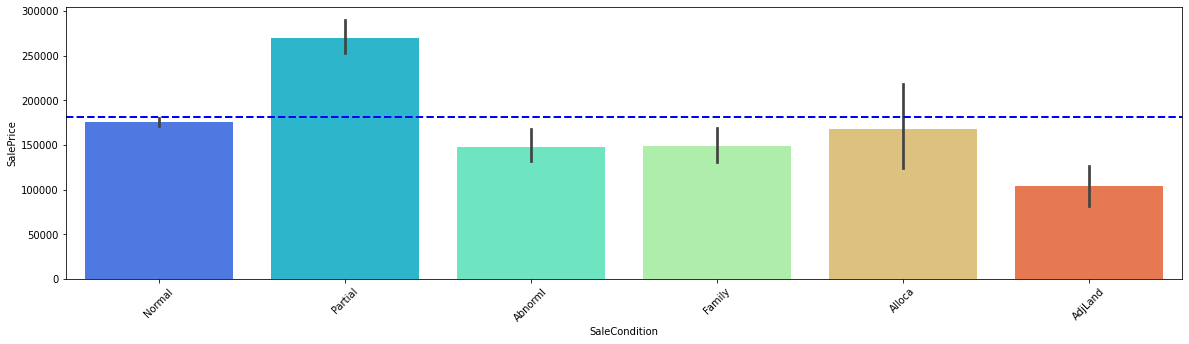 300000
250000
200000
150000
100000
50000
0
SalePrice
Normal
Partial
Abnorml
Family
Alloca
AdjLand
SaleCondition